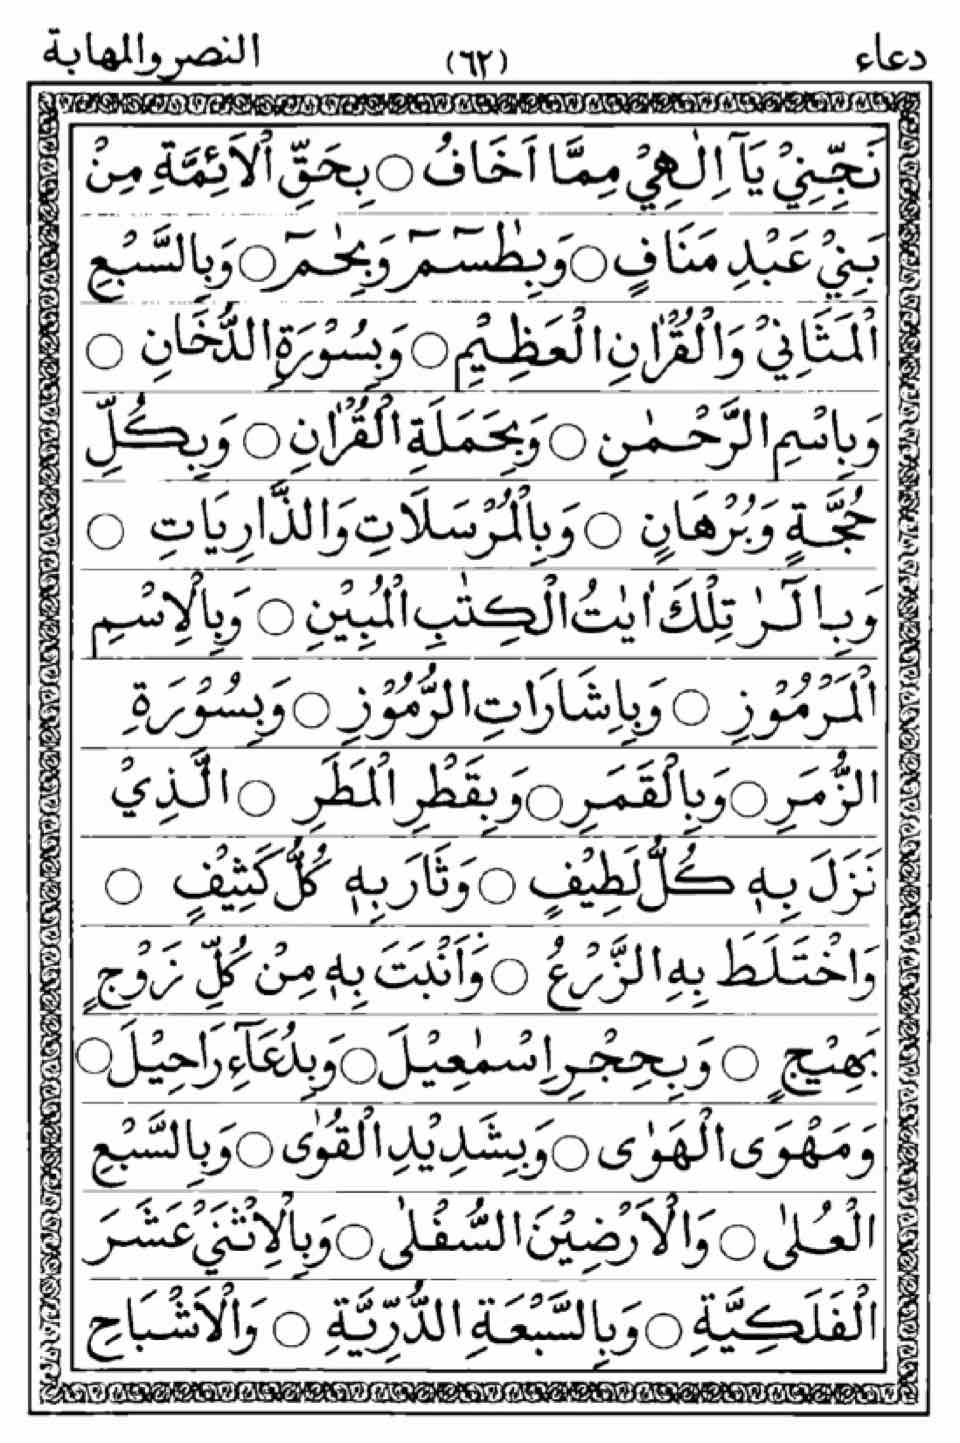 دعاء (٦٢) النصر والمهابة
نَجِّنِيْ يَآ اِلٰهِيْ مِمَّا اَخَافُ ○ بِحَقِّ الْاَئِمَّةِ مِنْ
بَنِيْ عَبْدِ مَنَافٍ ○ وَبِطٰسٓمّٓ وَبِحٰمٓ ○ وَبِالسَّبْعِ
الْمَثَانِيْ وَالْقُرْاٰنِ الْعَظِيْمِ ○ وَبِسُوْرَةِ الدُّخَانِ ○
وَبِاسْمِ الرَّحْمٰنِ ○ وَبِحَمَلَةِ الْقُرْاٰنِ ○ وَبِكُلِّ
حُجَّةٍ وَبُرْهَانٍ ○ وَبِالْمُرْسَلَاتِ وَالذَّارِيَاتِ ○
وَبِالٓرٰ تِلْكَ اٰيٰتُ الْكِتٰبِ الْمُبِيْنِ ○ وَبِالْاِسْمِ
الْمَرْمُوْزِ ○ وَبِاِشَارَاتِ الرُّمُوْزِ ○ وَبِسُوْرَةِ
الزُّمَرِ ○ وَبِالْقَمَرِ ○ وَبِقَطْرِ الْمَطَرِ ○ الَّذِيْ
نَزَلَ بِهٖ كُلُّ لَطِيْفٍ ○ وَثَارَ بِهٖ كُلُّ كَثِيْفٍ ○
وَاخْتَلَطَ بِهِ الزَّرْعُ ○ وَاَنْبَتَ بِهٖ مِنْ كُلِّ زَوْجٍ
بَهِيْجٍ ○ وَبِحِجْرِ اِسْمٰعِيْلَ ○ وَبِدُعَآءِ رَاحِيْلَ ○
وَمَهْوَى الْهَوٰى ○ وَبِشَدِيْدِ الْقُوٰى ○ وَبِالسَّبْعِ
الْعُلٰى ○ وَالْاَرْضِيْنَ السُّفْلٰى ○ وَبِالْاِثْنَيْ عَشَرَ
الْفَلَكِيَّةِ ○ وَبِالسَّبْعَةِ الدُّرِّيَّةِ ○ وَالْاَشْبَاحِ